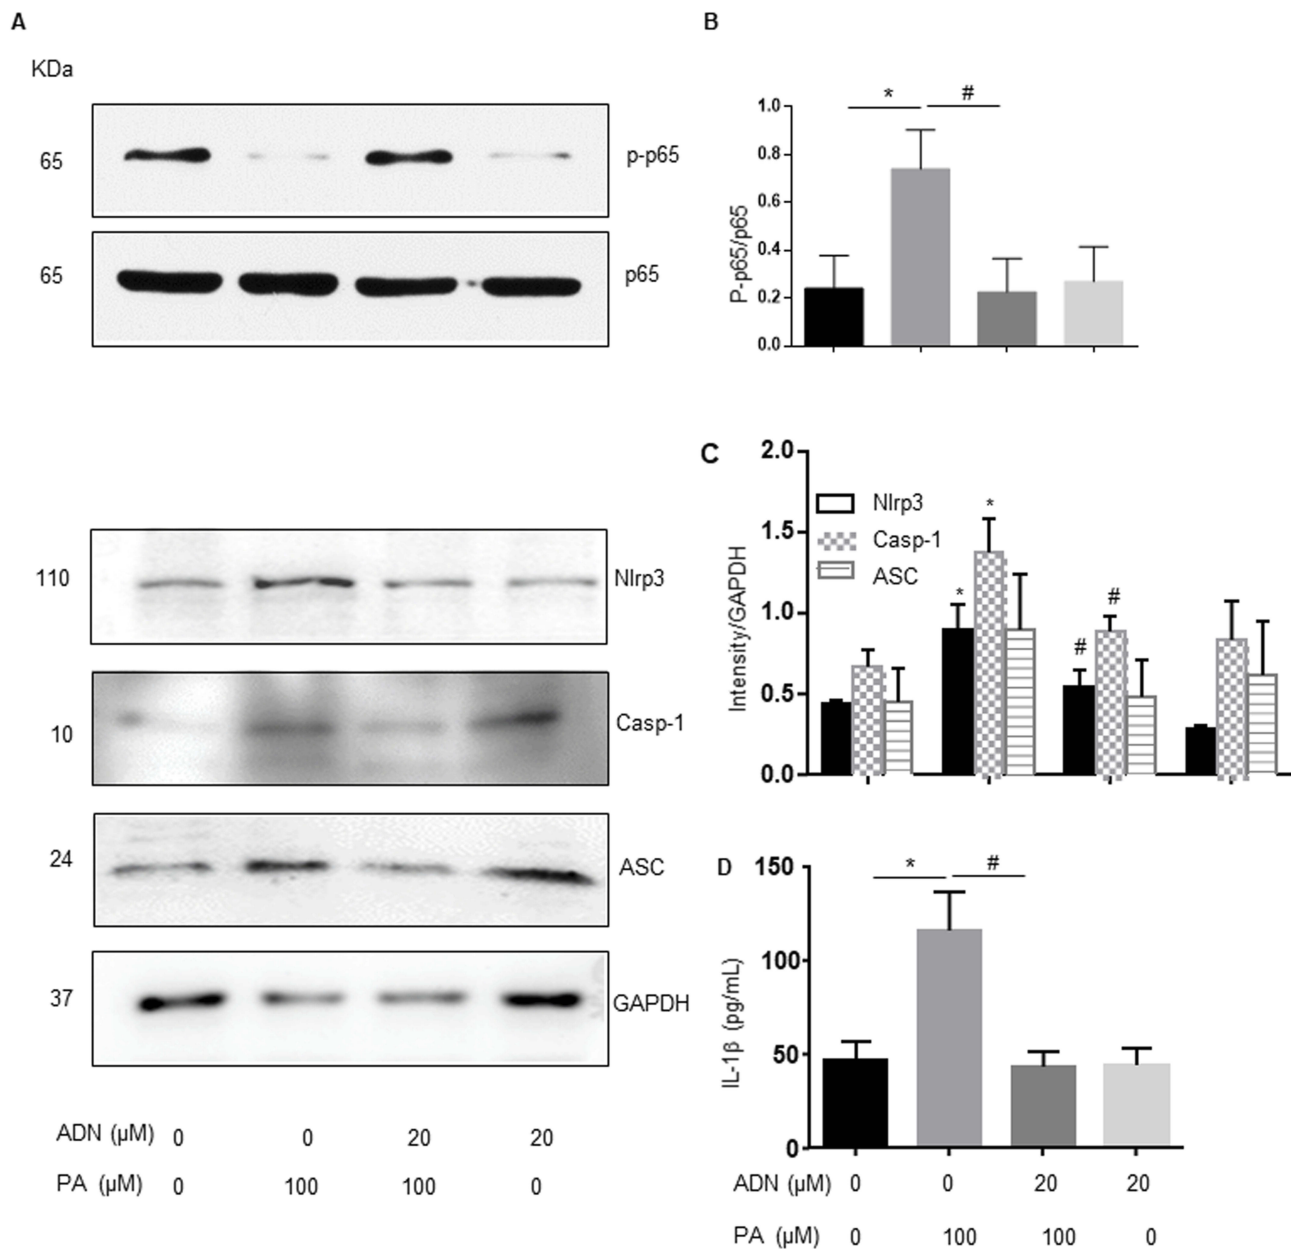 A
KDa
65
p-p65
65
p65
110
Nlrp3
10
Casp-1
24
ASC
37
GAPDH
ADN (µM) 0 0 20 20
PA (µM) 0 100 100 0
B
* #
1.0
0.8
0.6
0.4
0.2
0.0
P-p65/p65
C
2.0
1.5
1.0
0.5
0.0
Intensity/GAPDH
Nlrp3
Casp-1
ASC
*
*
#
#
D
* #
150
100
50
0
IL-1β (pg/mL)
ADN (µM) 0 0 20 20
PA (µM) 0 100 100 0